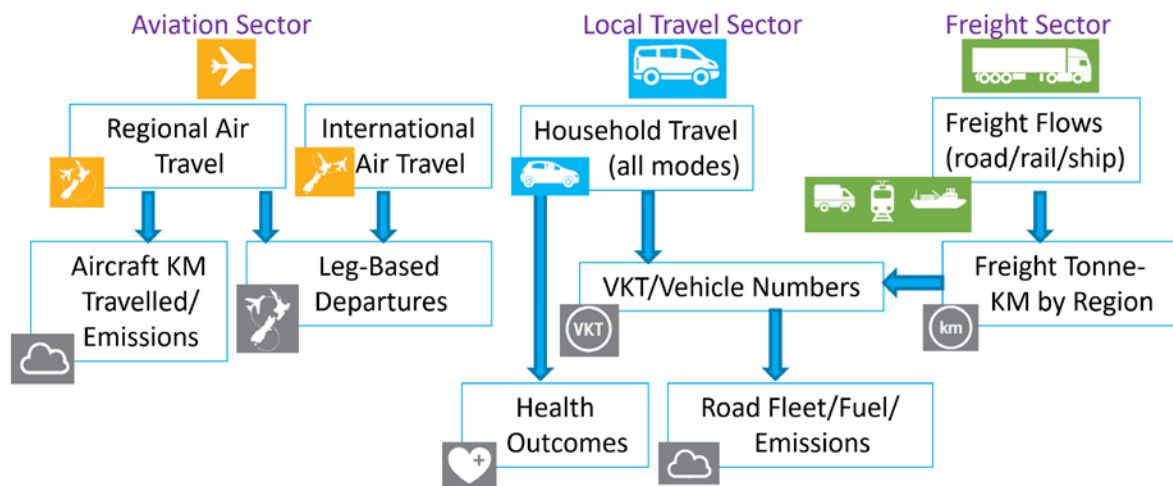 Aviation Sector
Local Travel Sector
Freight Sector
Regional Air
Travel
International
Air Travel
Household Travel
(all modes)
Freight Flows
(road/rail/ship)
Aircraft KM
Travelled/
Emissions
Leg-Based
Departures
VKT/Vehicle Numbers
VKT
Freight Tonne-
KM by Region
km
Health
Outcomes
Road Fleet/Fuel/
Emissions